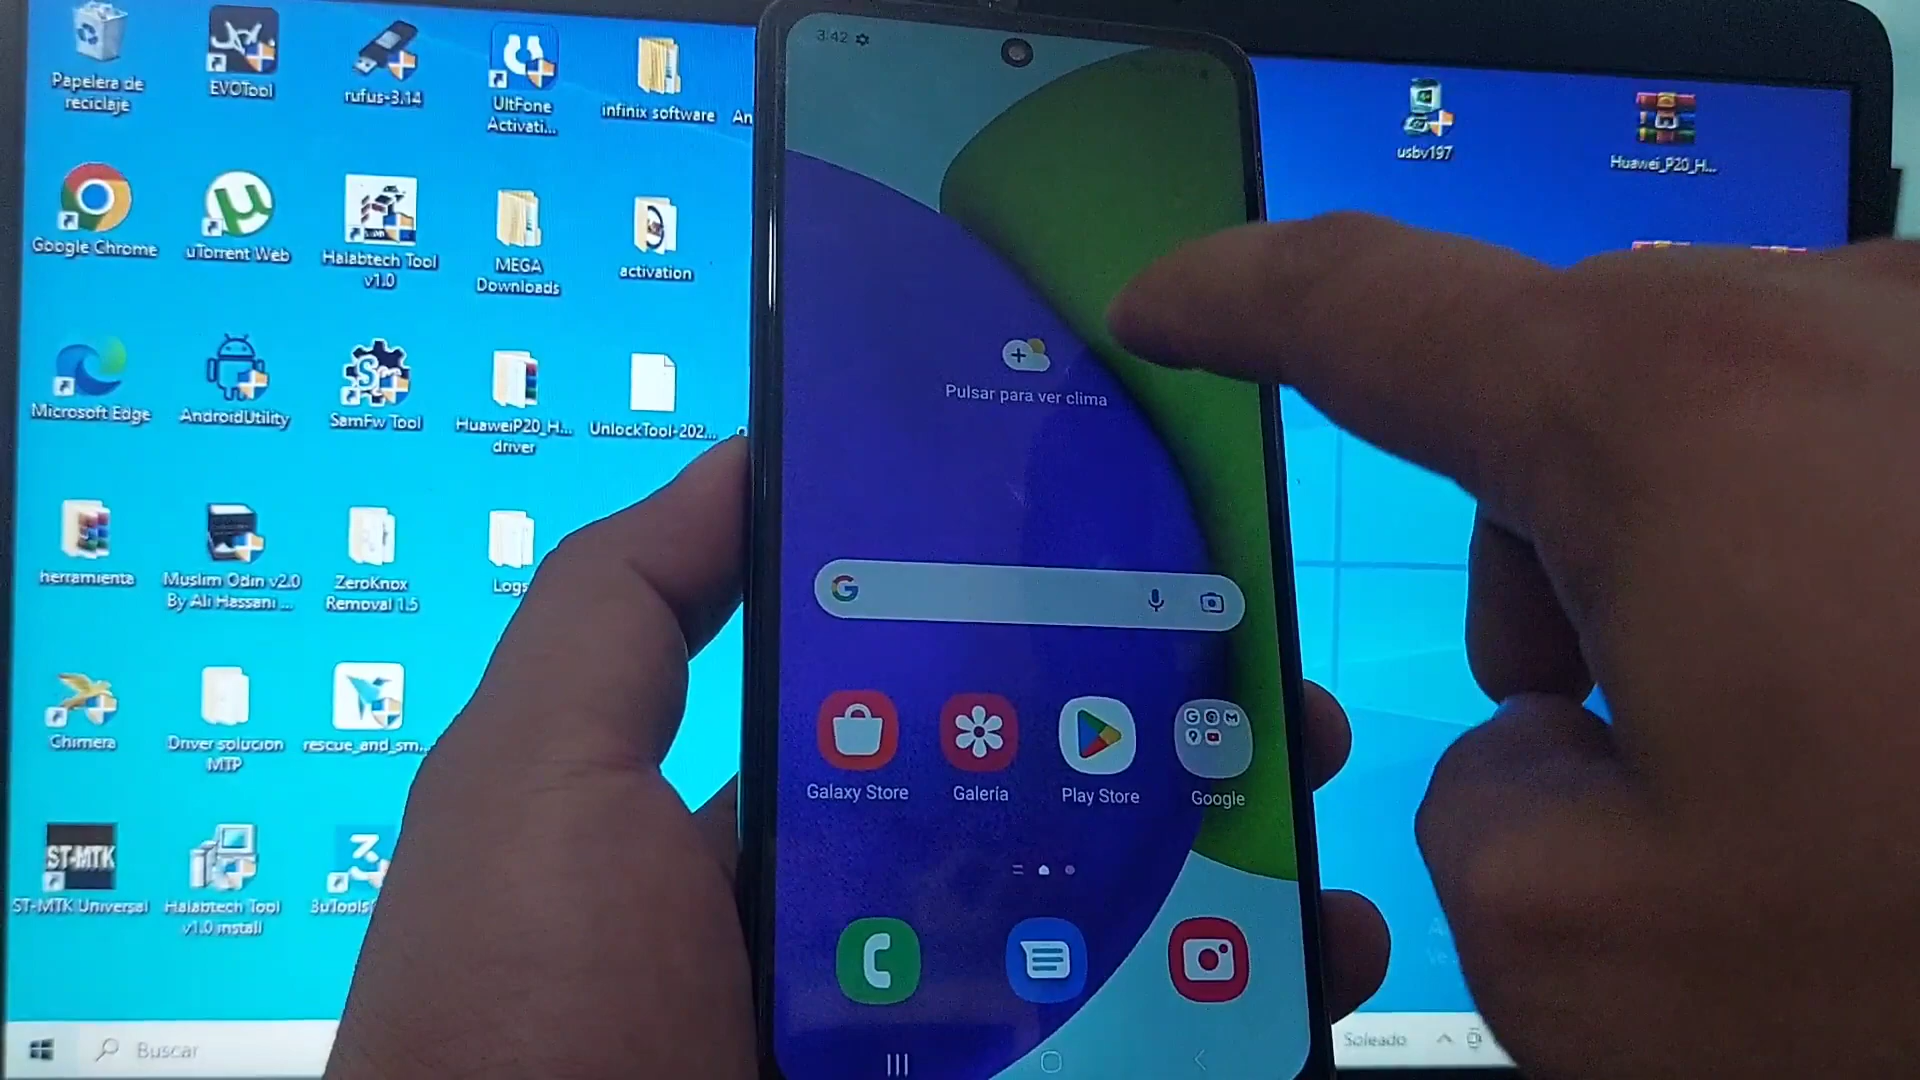 Papelera de
reciclaje
EVOTool
rufus-3.14
UltFone
Activati...
infinix software
An
Google Chrome
uTorrent Web
Halabtech Tool
v1.0
MEGA
Downloads
activation
Microsoft Edge
AndroidUtility
SamFw Tool
HuaweiP20_H...
driver
UnlockTool-202...
herramienta
Muslim Odin v2.0
By Ali Hassani ...
ZeroKnox
Removal 1.5
Logs
Chimera
Driver solucion
MTP
rescue_and_sm...
ST-MTK
ST-MTK Universal
Halabtech Tool
v1.0 install
3uTools
Buscar
3:42
Pulsar para ver clima
Galaxy Store
Galería
Play Store
Google
usbv197
Huawei_P20_H...
Soleado